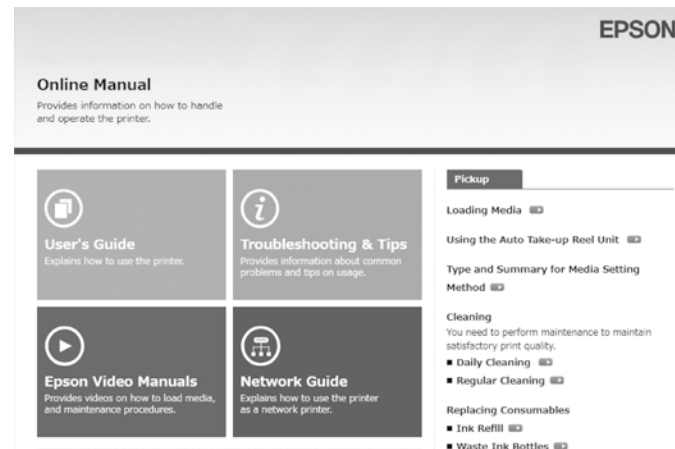 EPSON
Online Manual
Provides information on how to handle
and operate the printer.
User's Guide
Explains how to use the printer.
Troubleshooting & Tips
Provides information about common
problems and tips on usage.
Epson Video Manuals
Provides videos on how to load media,
and maintenance procedures.
Network Guide
Explains how to use the printer
as a network printer.
Pickup
Loading Media
Using the Auto Take-up Reel Unit
Type and Summary for Media Setting
Method
Cleaning
You need to perform maintenance to maintain
satisfactory print quality.
■ Daily Cleaning
■ Regular Cleaning
Replacing Consumables
■ Ink Refill
■ Waste Ink Bottles